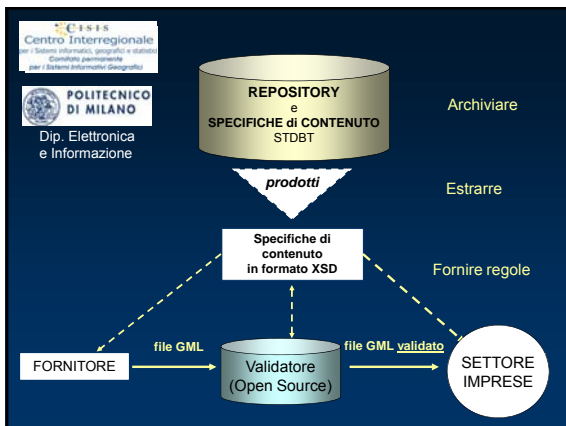 CISIS
Centro Interregionale
per i Sistemi informatici, geografici e statistici
Comitato permanente
per i Sistemi Informativi Geografici
POLITECNICO
DI MILANO
Dip. Elettronica
e Informazione
REPOSITORY
e
SPECIFICHE di CONTENUTO
STDBT
Archiviare
prodotti
Estrarre
Specifiche di
contenuto
in formato XSD
Fornire regole
FORNITORE
file GML
Validatore
(Open Source)
file GML validato
SETTORE
IMPRESE